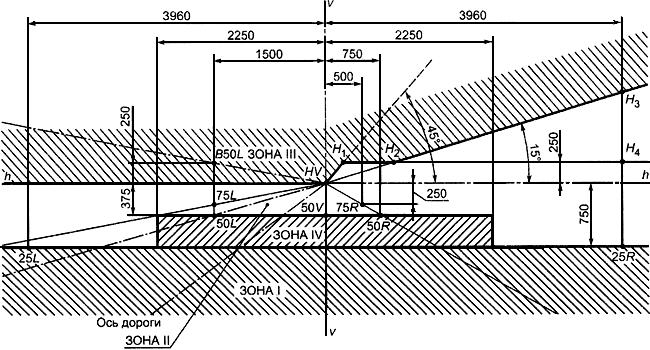 V
3960
3960
2250
2250
1500
750
500
250
H₃
45°
15°
H₁
H₂
B50L ЗОНА III
HV
250
H₄
h
h
375
75L
50V
75R
250
750
50L
50R
ЗОНА IV
25L
25R
ЗОНА I
Ось дороги
ЗОНА II
V